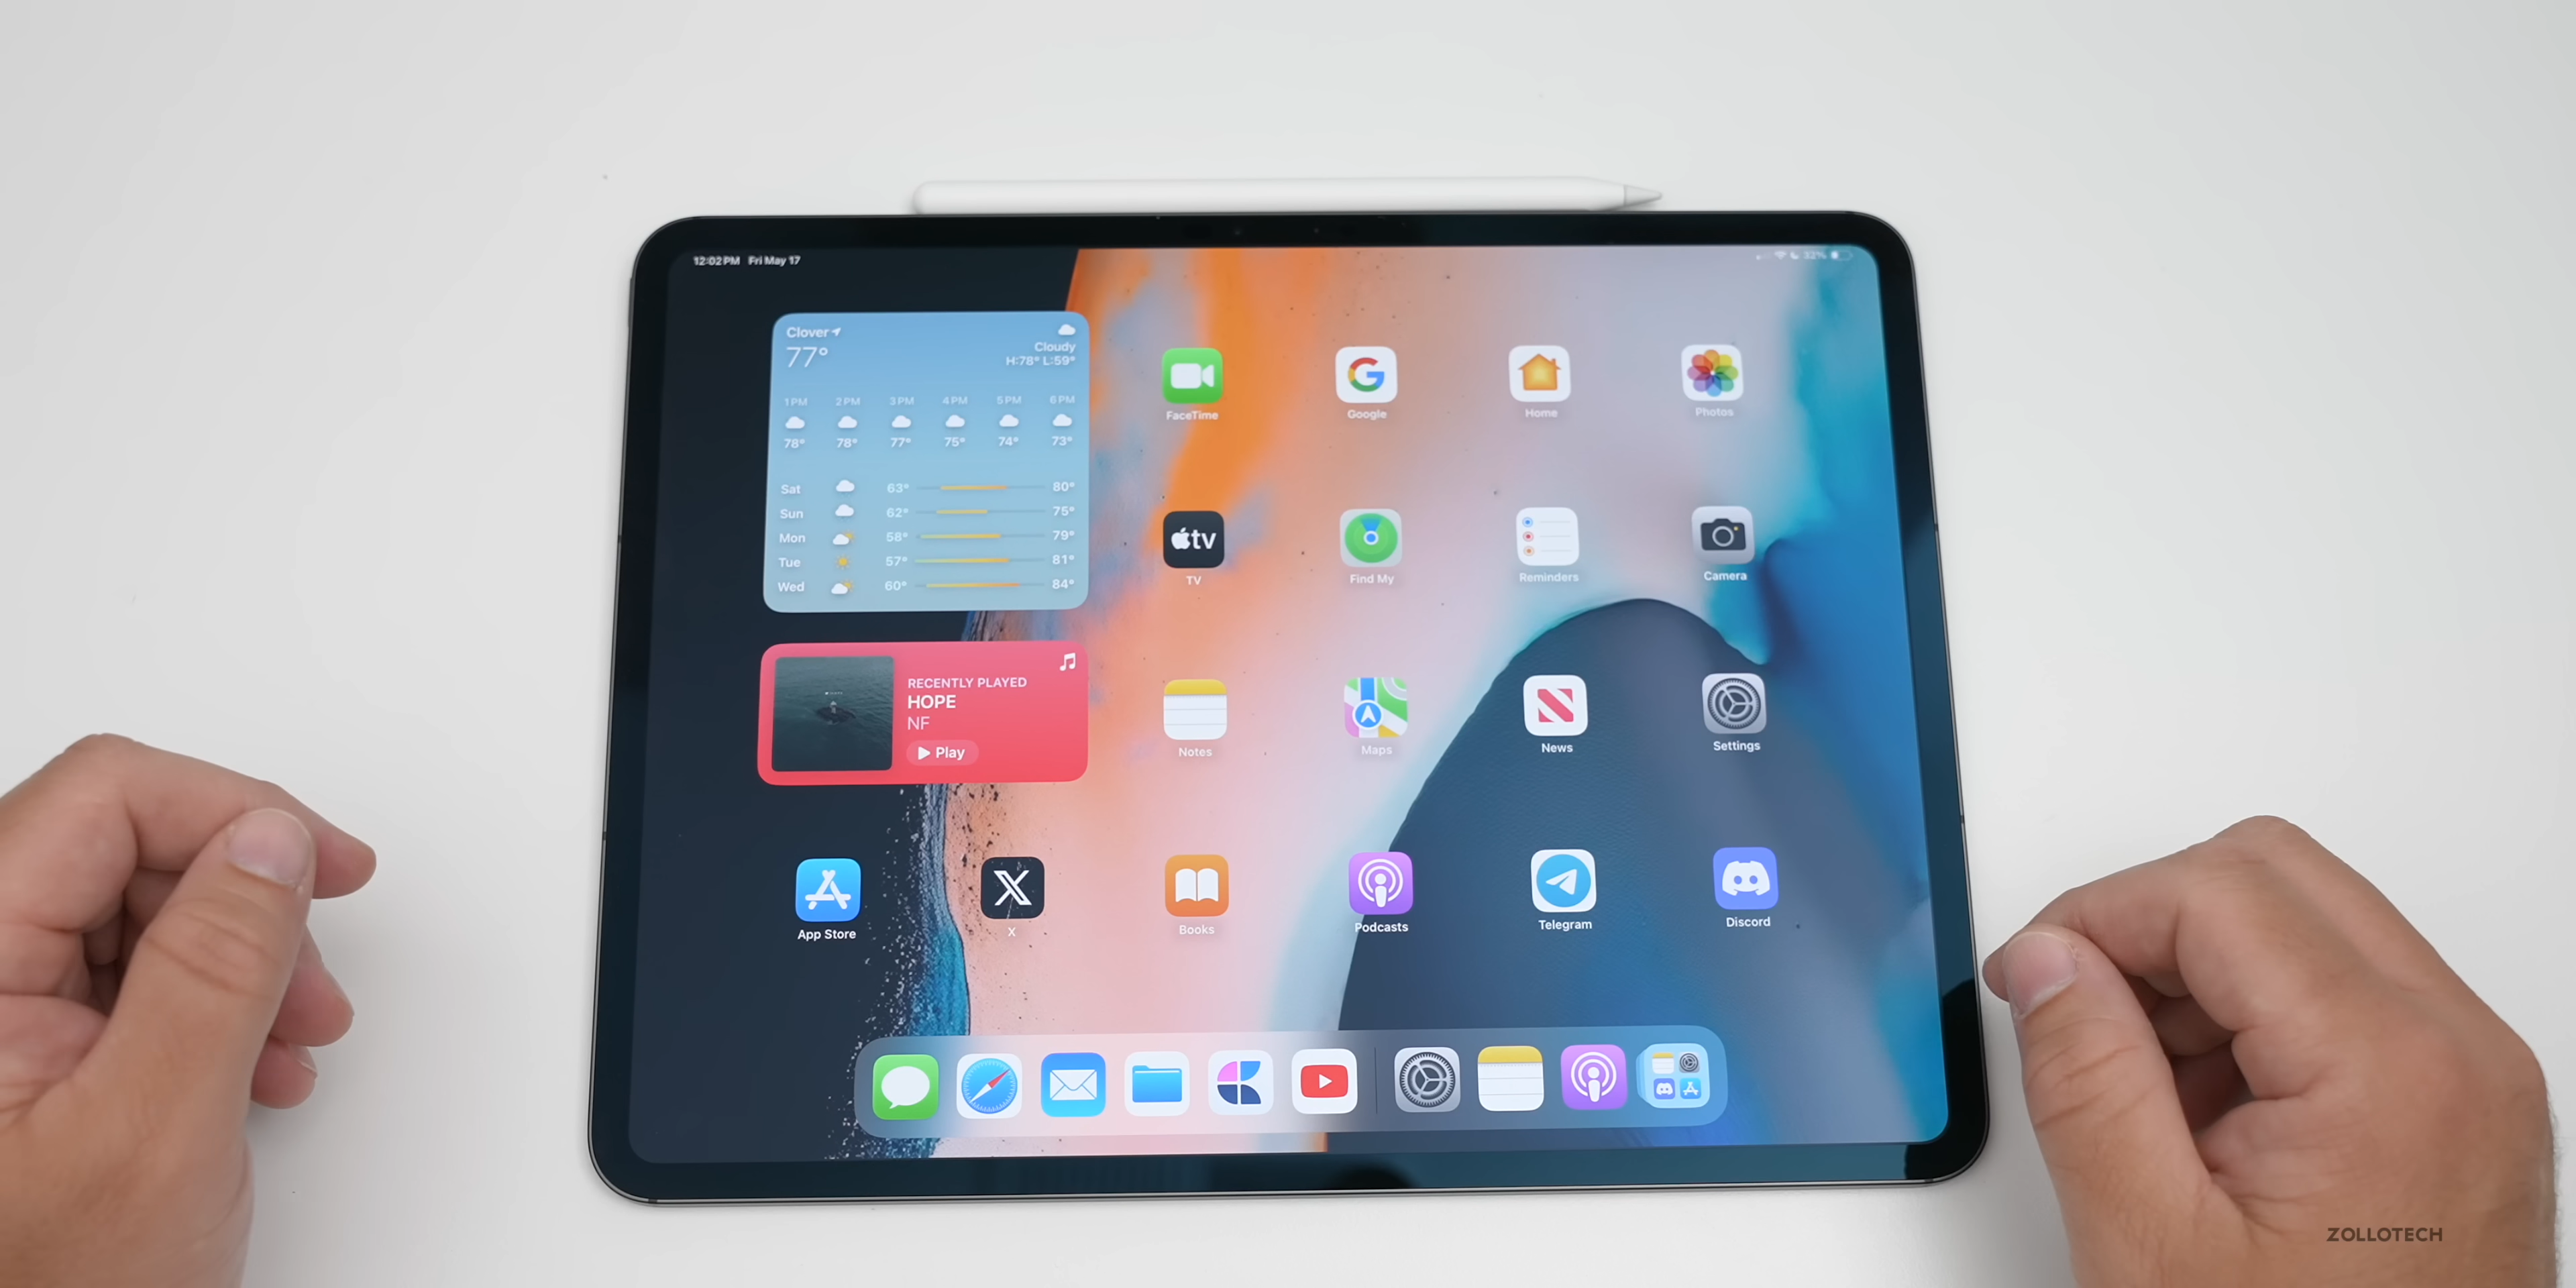 12:02 PM Fri May 17
32%
Clover
77°
Cloudy
H:78° L:59°
1 PM 2 PM 3 PM 4 PM 5 PM 6 PM
78° 78° 77° 75° 74° 73°
Sat 63° 80°
Sun 62° 75°
Mon 58° 79°
Tue 57° 81°
Wed 60° 84°
FaceTime
Google
Home
Photos
tv
TV
Find My
Reminders
Camera
RECENTLY PLAYED
HOPE
NF
Play
Notes
Maps
News
Settings
App Store
X
Books
Podcasts
Telegram
Discord
ZOLLOTECH